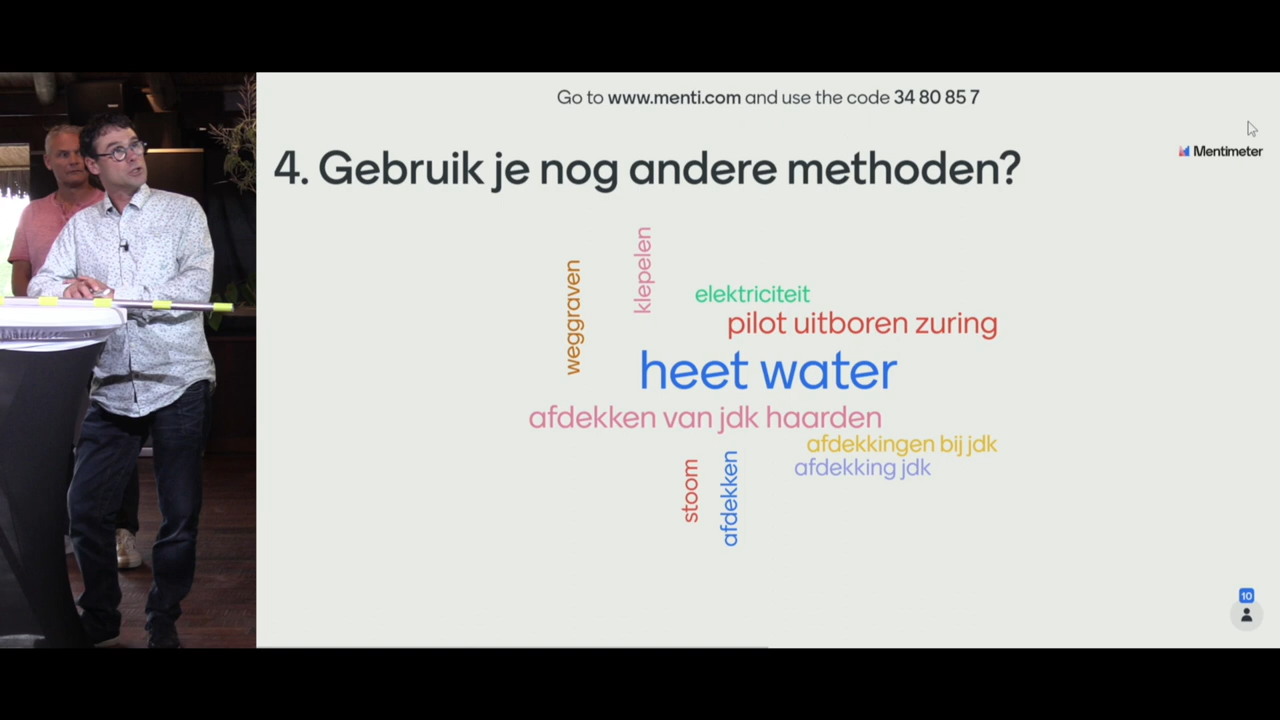 Go to www.menti.com and use the code 34 80 85 7
Mentimeter
4. Gebruik je nog andere methoden?
weggraven
klepelen
elektriciteit
pilot uitboren zuring
heet water
afdekken van jdk haarden
afdekkingen bij jdk
afdekking jdk
stoom
afdekken
10